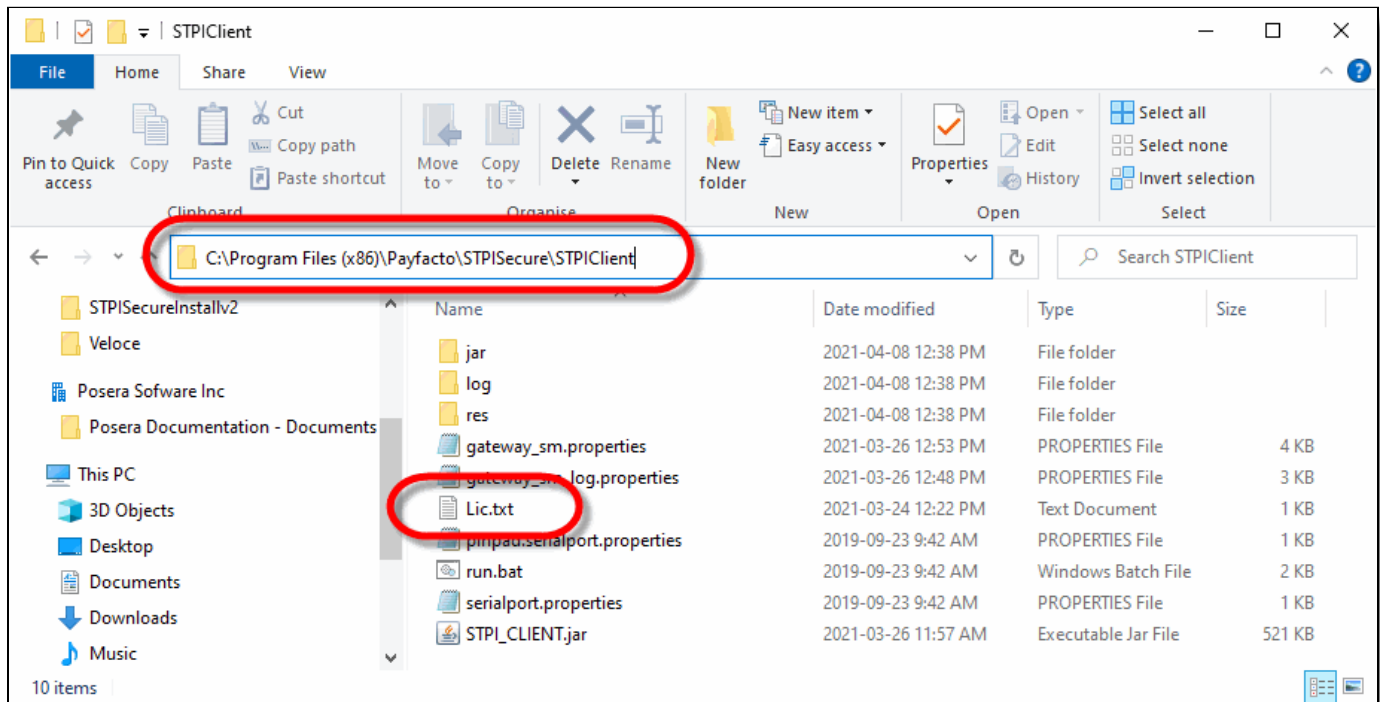 STPIClient
File Home Share View
Pin to Quick access
Copy
Paste
Cut
Copy path
Paste shortcut
Clipboard
Move to
Copy to
Delete
Rename
Organise
New folder
New item
Easy access
New
Properties
Open
Edit
History
Open
Select all
Select none
Invert selection
Select
C:\Program Files (x86)\Payfacto\STPISecure\STPIClient
Search STPIClient
STPISecureInstallv2
Veloce
Posera Sofware Inc
Posera Documentation - Documents
This PC
3D Objects
Desktop
Documents
Downloads
Music
Name Date modified Type Size
jar 2021-04-08 12:38 PM File folder
log 2021-04-08 12:38 PM File folder
res 2021-04-08 12:38 PM File folder
gateway_sm.properties 2021-03-26 12:53 PM PROPERTIES File 4 KB
gateway_sm_log.properties 2021-03-26 12:48 PM PROPERTIES File 3 KB
Lic.txt 2021-03-24 12:22 PM Text Document 1 KB
pinpad.serialport.properties 2019-09-23 9:42 AM PROPERTIES File 1 KB
run.bat 2019-09-23 9:42 AM Windows Batch File 2 KB
serialport.properties 2019-09-23 9:42 AM PROPERTIES File 1 KB
STPI_CLIENT.jar 2021-03-26 11:57 AM Executable Jar File 521 KB
10 items